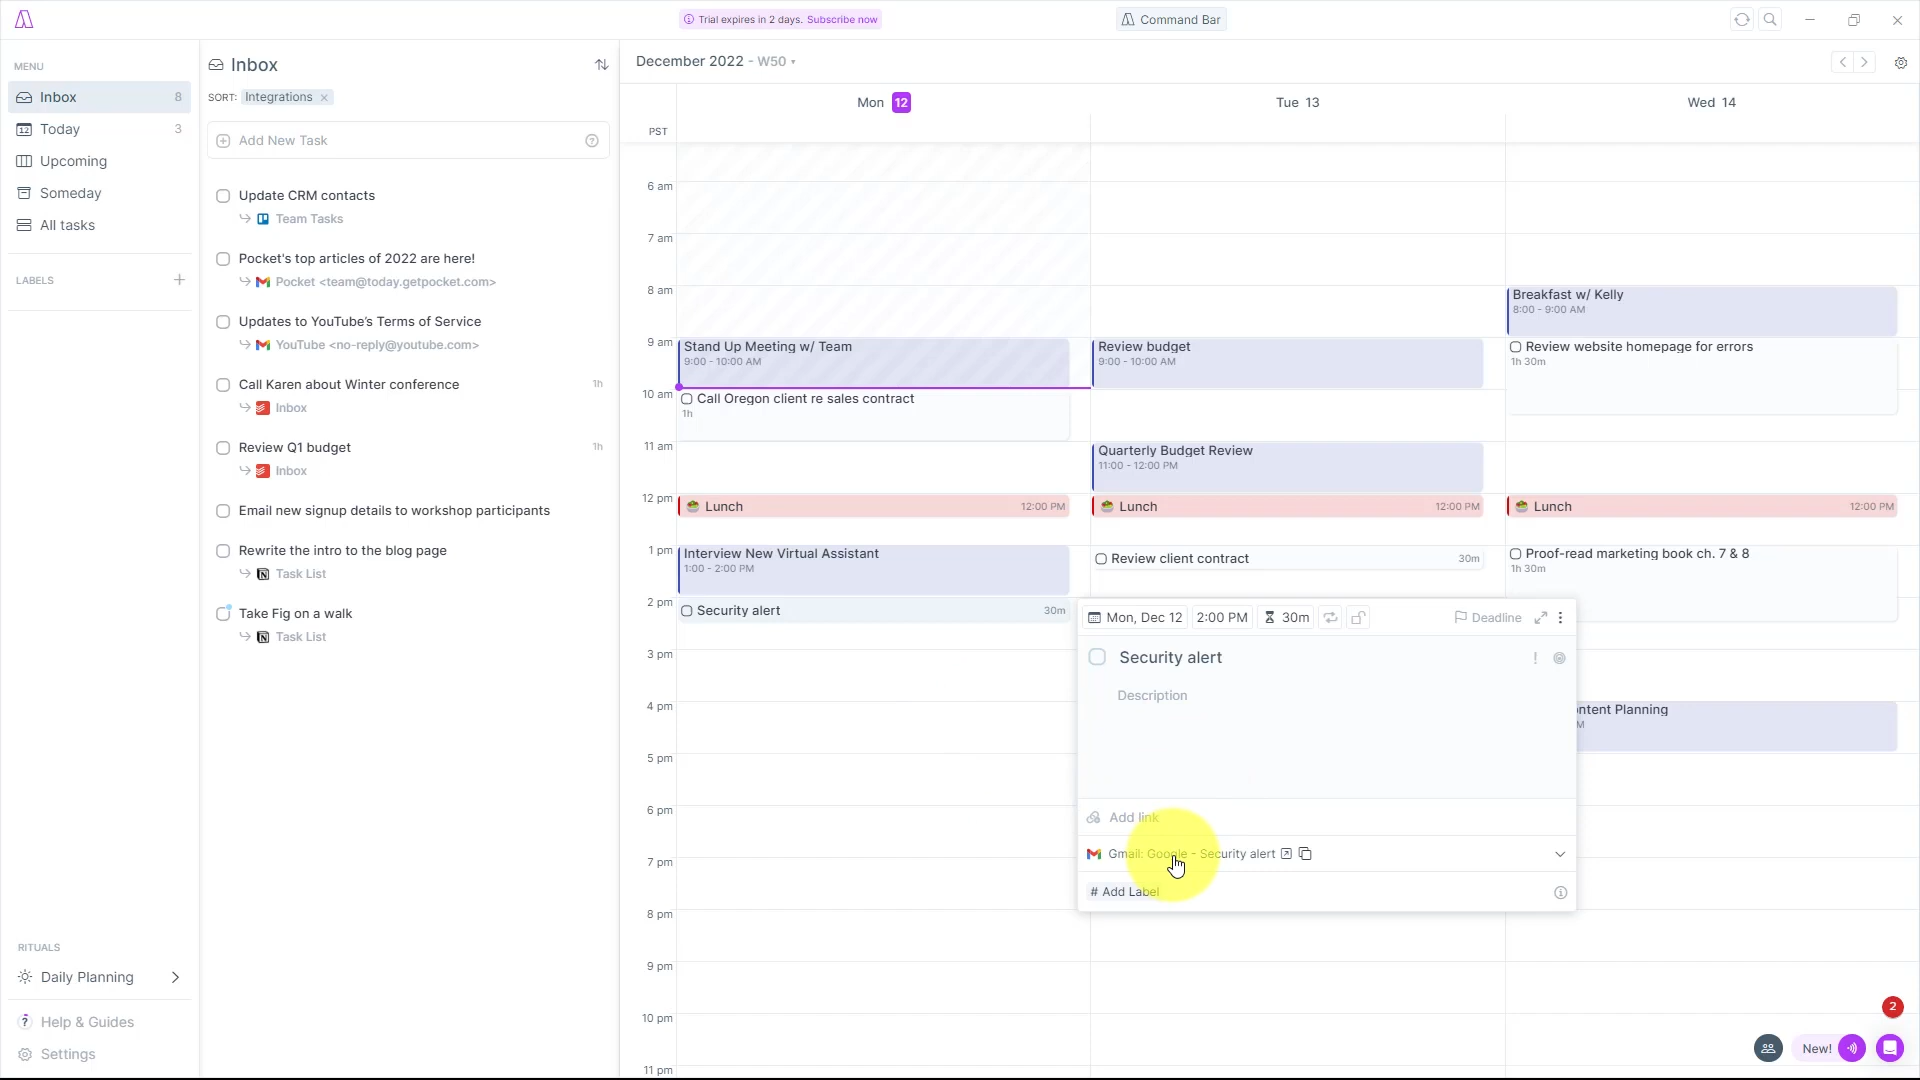 Trial expires in 2 days. Subscribe now
Command Bar
MENU
Inbox 8
12 Today 3
Upcoming
Someday
All tasks
LABELS
RITUALS
Daily Planning
? Help & Guides
Settings
Inbox
SORT: Integrations ×
Add New Task
Update CRM contacts
Team Tasks
Pocket's top articles of 2022 are here!
Pocket <team@today.getpocket.com>
Updates to YouTube's Terms of Service
YouTube <no-reply@youtube.com>
Call Karen about Winter conference 1h
Inbox
Review Q1 budget 1h
Inbox
Email new signup details to workshop participants
Rewrite the intro to the blog page
Task List
Take Fig on a walk
Task List
December 2022 - W50
Mon 12
Tue 13
Wed 14
PST
6 am
7 am
8 am
9 am
10 am
11 am
12 pm
1 pm
2 pm
3 pm
4 pm
5 pm
6 pm
7 pm
8 pm
9 pm
10 pm
11 pm
Stand Up Meeting w/ Team
9:00 - 10:00 AM
Call Oregon client re sales contract
1h
Lunch 12:00 PM
Interview New Virtual Assistant
1:00 - 2:00 PM
Security alert 30m
Review budget
9:00 - 10:00 AM
Quarterly Budget Review
11:00 - 12:00 PM
Lunch 12:00 PM
Review client contract 30m
Breakfast w/ Kelly
8:00 - 9:00 AM
Review website homepage for errors
1h 30m
Lunch 12:00 PM
Proof-read marketing book ch. 7 & 8
1h 30m
ntent Planning
M
Mon, Dec 12 2:00 PM 30m Deadline
Security alert !
Description
Add link
Gmail: Google - Security alert
# Add Label
2
New!